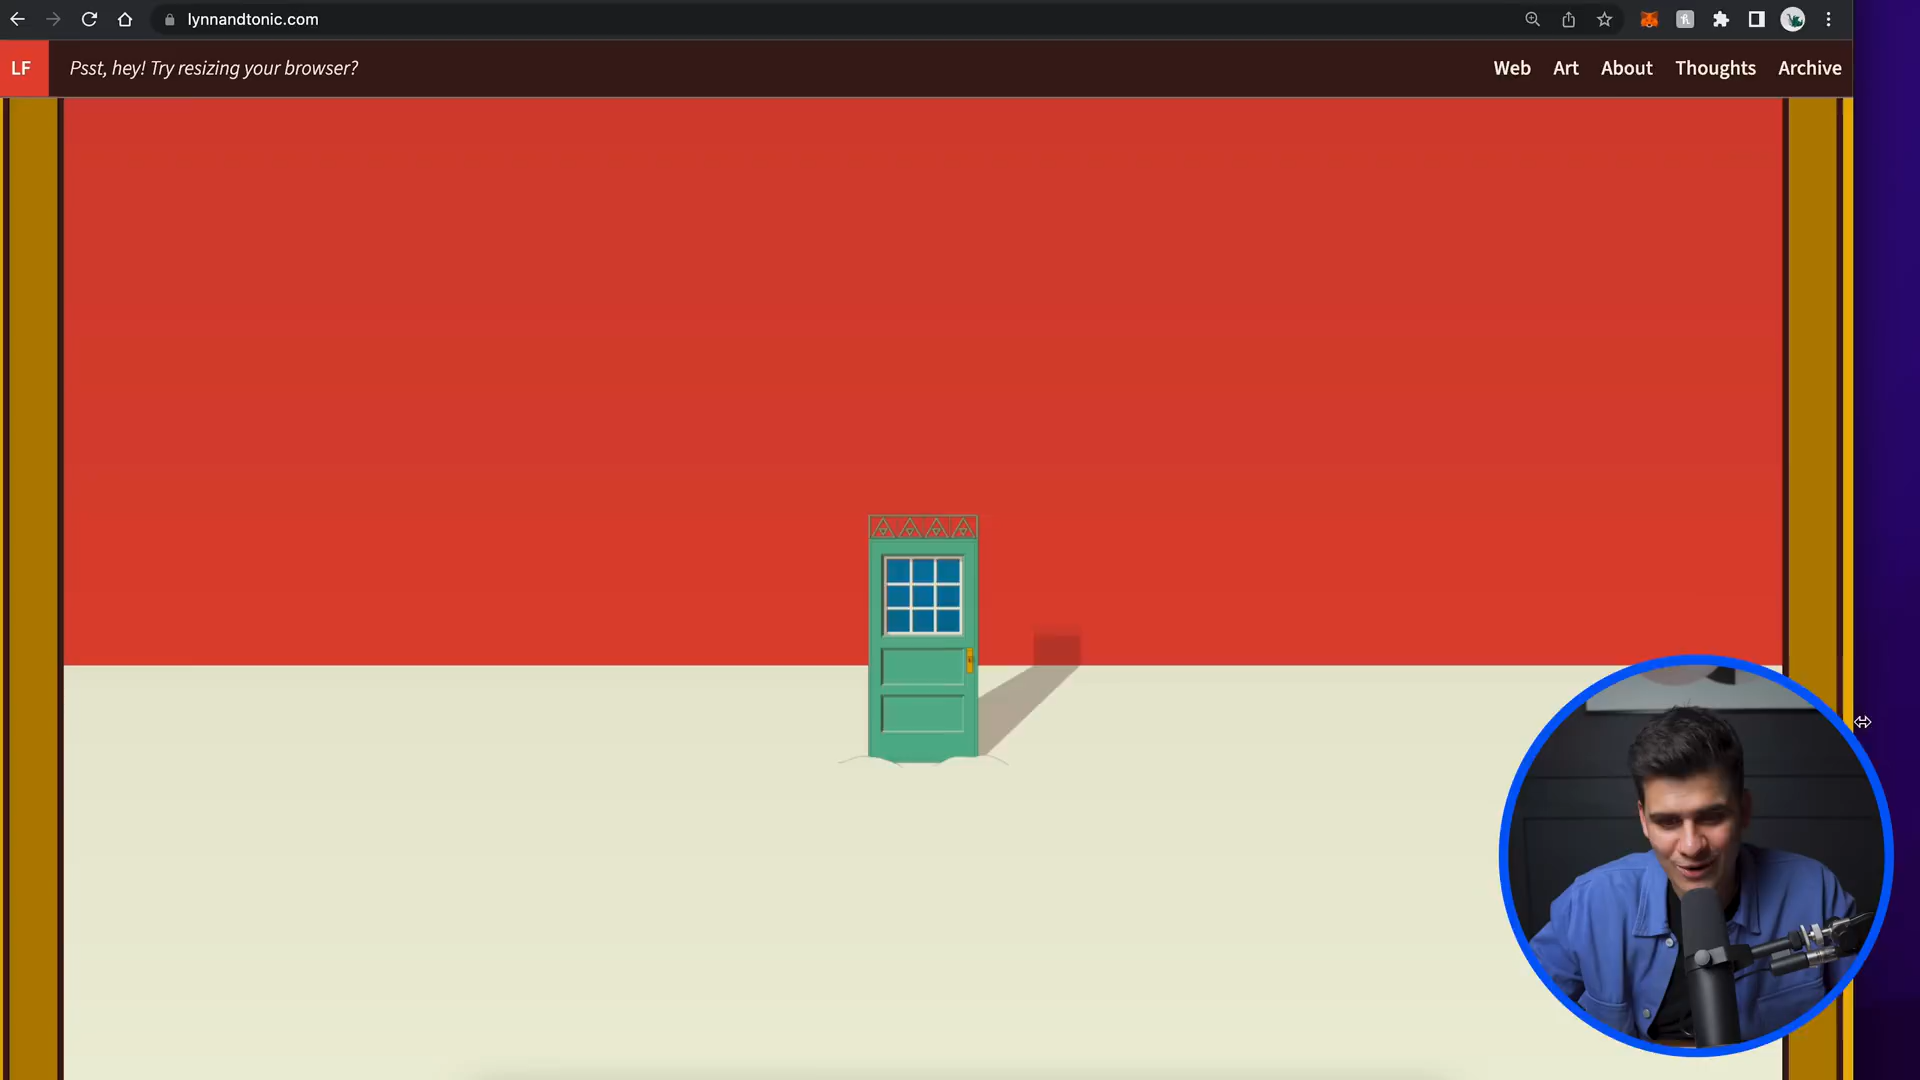 lynnandtonic.com
LF
Psst, hey! Try resizing your browser?
Web Art About Thoughts Archive